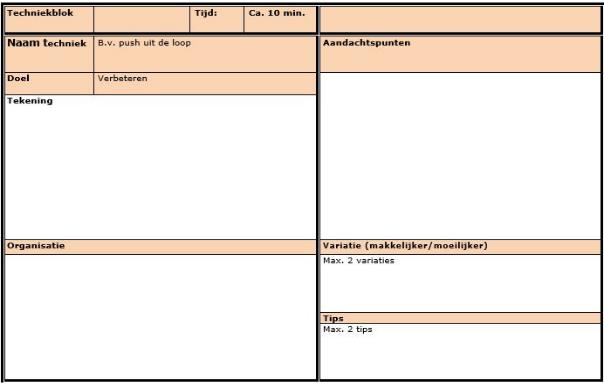 Techniekblok Tijd: Ca. 10 min.
Naam techniek B.v. push uit de loop Aandachtspunten
Doel Verbeteren
Tekening
Organisatie Variatie (makkelijker/moeilijker)
Max. 2 variaties
Tips
Max. 2 tips